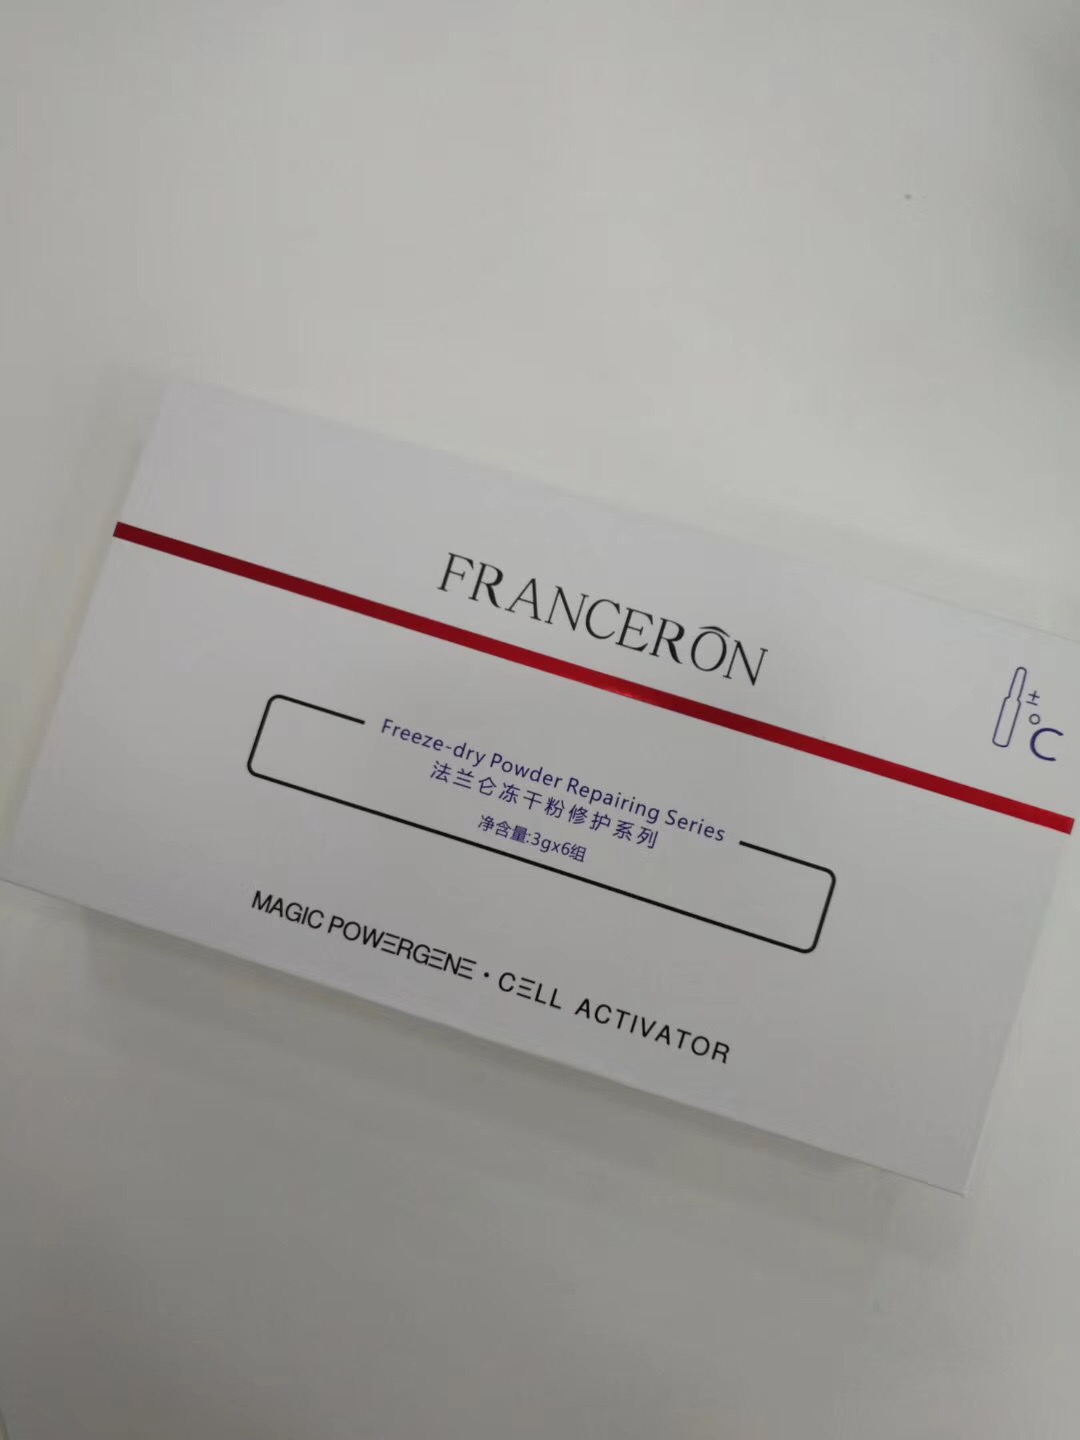 FRANCERÔN
±
°C
Freeze-dry Powder Repairing Series
法兰仑冻干粉修护系列
净含量:3gx6组
MAGIC POWERGENE·CELL ACTIVATOR